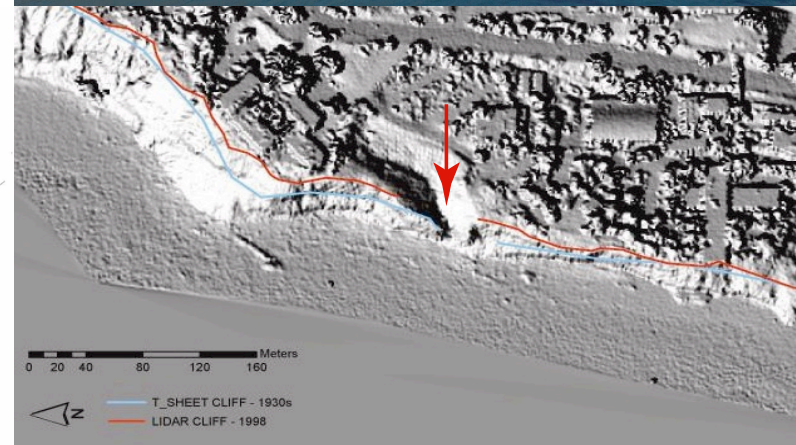 Meters
0 20 40 80 120 160
N
T_SHEET CLIFF - 1930s
LIDAR CLIFF - 1998